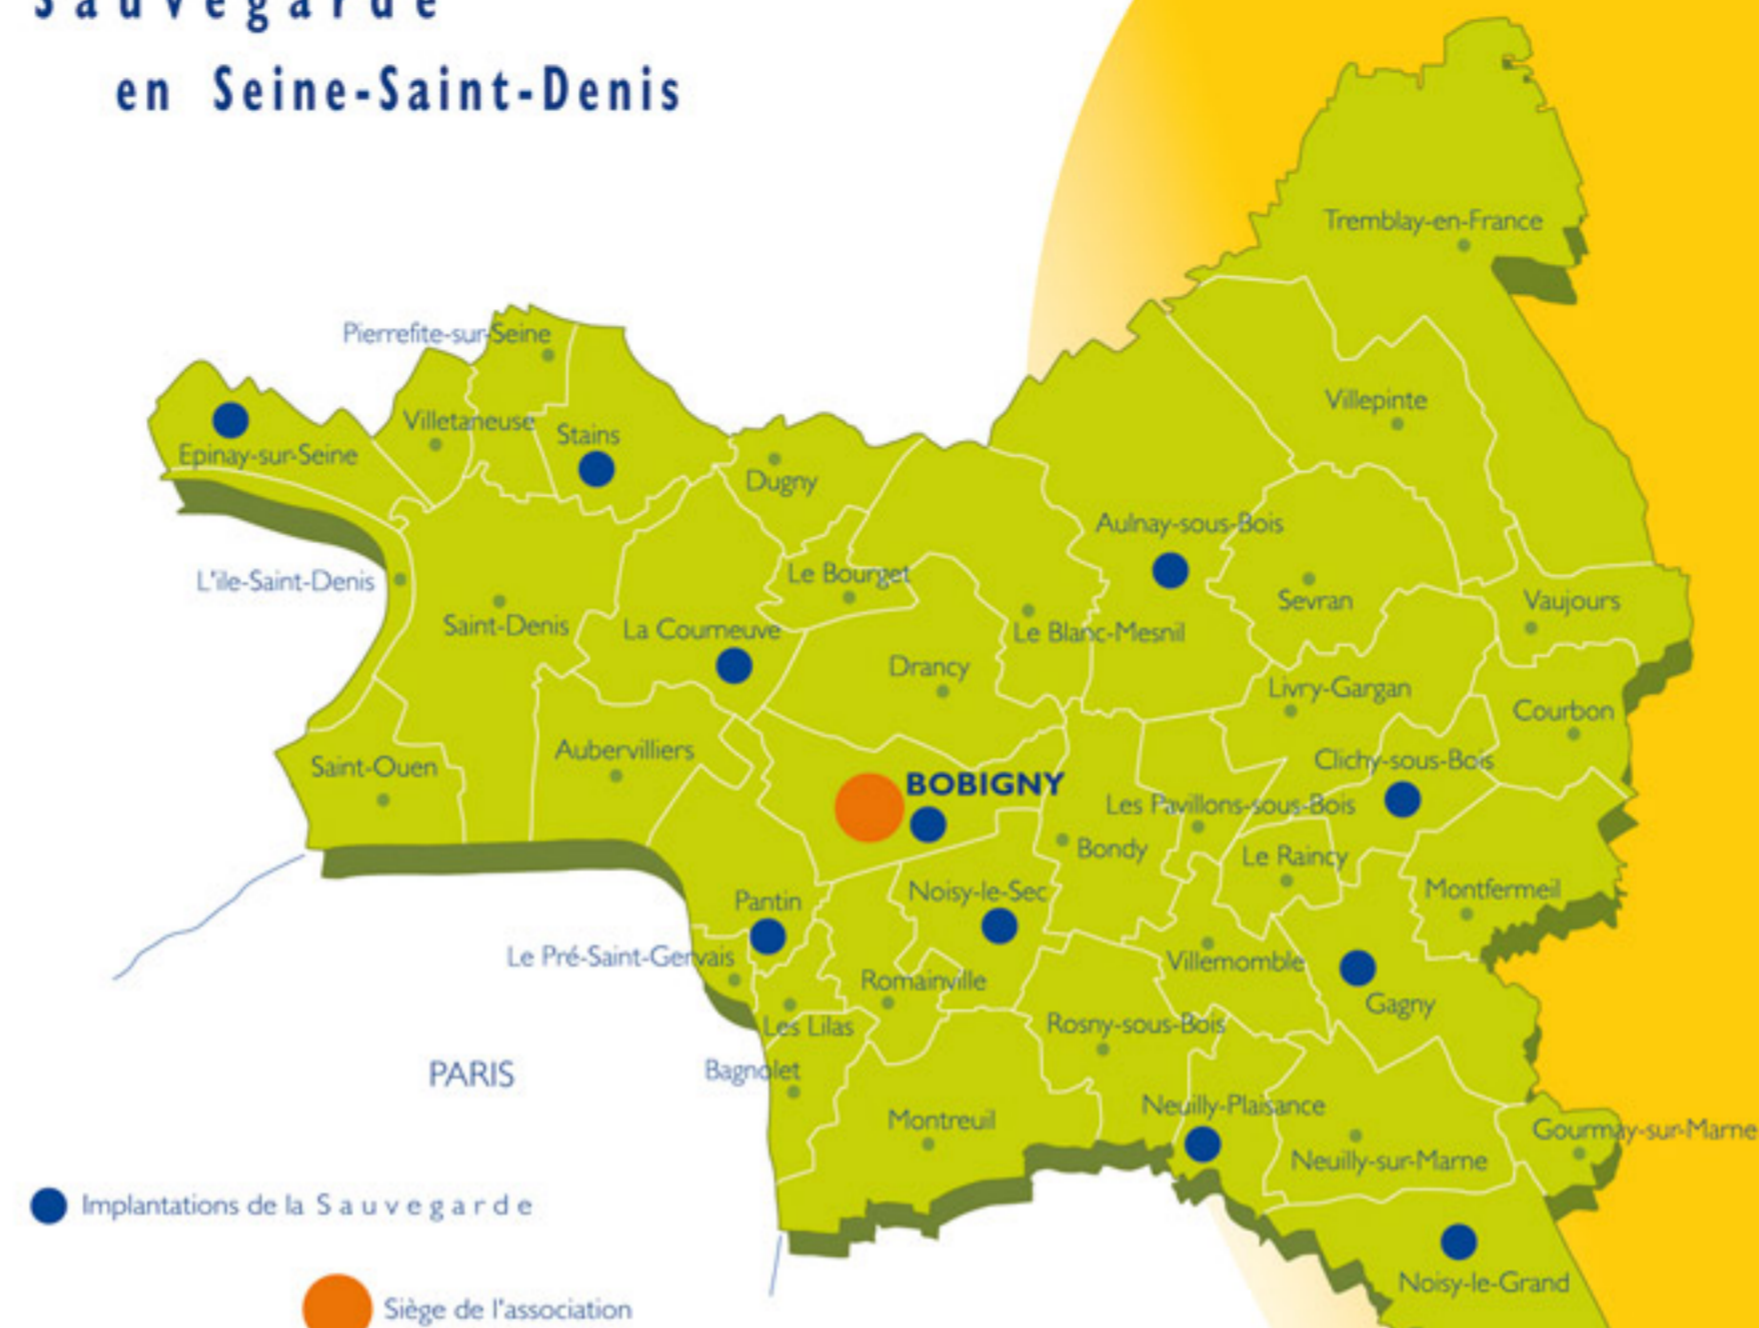 Sauvegarde
en Seine-Saint-Denis
Tremblay-en-France
Pierrefite-sur-Seine
Villepinte
Villetaneuse
Stains
Epinay-sur-Seine
Dugny
Aulnay-sous-Bois
Le Bourget
L'ile-Saint-Denis
Sevran
Vaujours
Saint-Denis
La Courneuve
Le Blanc-Mesnil
Drancy
Livry-Gargan
Courbon
Aubervilliers
Saint-Ouen
Clichy-sous-Bois
BOBIGNY
Les Pavillons-sous-Bois
Bondy
Le Raincy
Noisy-le-Sec
Montfermeil
Pantin
Le Pré-Saint-Gervais
Villemomble
Romainville
Gagny
Les Lilas
Rosny-sous-Bois
Bagnolet
PARIS
Neuilly-Plaisance
Montreuil
Gourmay-sur-Marne
Neuilly-sur-Marne
Implantations de la Sauvegarde
Noisy-le-Grand
Siège de l'association